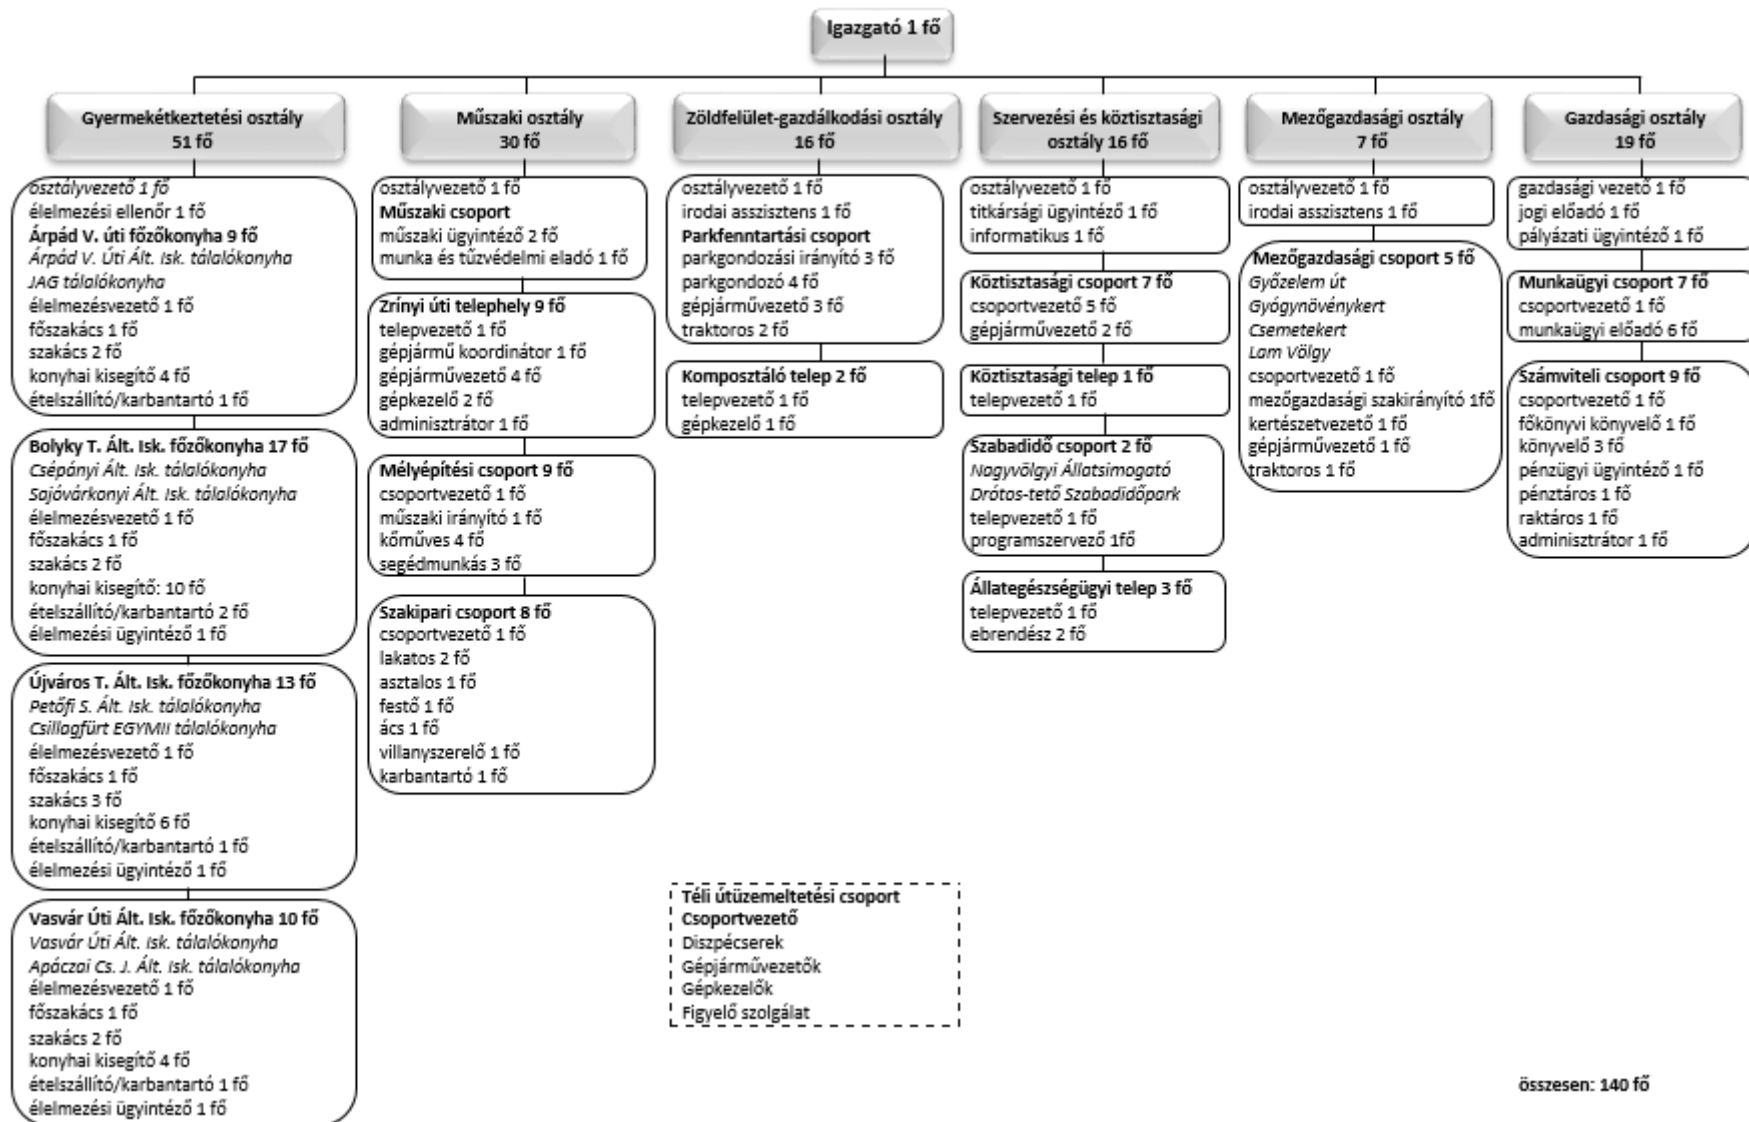 Igazgató 1 fő
Gyermekétkeztetési osztály
51 fő
osztályvezető 1 fő
élelmezési ellenőr 1 fő
Árpád V. úti főzőkonyha 9 fő
Árpád V. Úti Ált. Isk. tálalókonyha
JAG tálalókonyha
élelmezésvezető 1 fő
főszakács 1 fő
szakács 2 fő
konyhai kisegítő 4 fő
ételszállító/karbantartó 1 fő
Bolyky T. Ált. Isk. főzőkonyha 17 fő
Csépányi Ált. Isk. tálalókonyha
Sajóvárkonyi Ált. Isk. tálalókonyha
élelmezésvezető 1 fő
főszakács 1 fő
szakács 2 fő
konyhai kisegítő: 10 fő
ételszállító/karbantartó 2 fő
élelmezési ügyintéző 1 fő
Újváros T. Ált. Isk. főzőkonyha 13 fő
Petőfi S. Ált. Isk. tálalókonyha
Csillagfürt EGYMII tálalókonyha
élelmezésvezető 1 fő
főszakács 1 fő
szakács 3 fő
konyhai kisegítő 6 fő
ételszállító/karbantartó 1 fő
élelmezési ügyintéző 1 fő
Vasvár Úti Ált. Isk. főzőkonyha 10 fő
Vasvár Úti Ált. Isk. tálalókonyha
Apáczai Cs. J. Ált. Isk. tálalókonyha
élelmezésvezető 1 fő
főszakács 1 fő
szakács 2 fő
konyhai kisegítő 4 fő
ételszállító/karbantartó 1 fő
élelmezési ügyintéző 1 fő
Műszaki osztály
30 fő
osztályvezető 1 fő
Műszaki csoport
műszaki ügyintéző 2 fő
munka és tűzvédelmi eladó 1 fő
Zrínyi úti telephely 9 fő
telepvezető 1 fő
gépjármű koordinátor 1 fő
gépjárművezető 4 fő
gépkezelő 2 fő
adminisztrátor 1 fő
Mélyépítési csoport 9 fő
csoportvezető 1 fő
műszaki irányító 1 fő
kőműves 4 fő
segédmunkás 3 fő
Szakipari csoport 8 fő
csoportvezető 1 fő
lakatos 2 fő
asztalos 1 fő
festő 1 fő
ács 1 fő
villanyszerelő 1 fő
karbantartó 1 fő
Zöldfelület-gazdálkodási osztály
16 fő
osztályvezető 1 fő
irodai asszisztens 1 fő
Parkfenntartási csoport
parkgondozási irányító 3 fő
parkgondozó 4 fő
gépjárművezető 3 fő
traktoros 2 fő
Komposztáló telep 2 fő
telepvezető 1 fő
gépkezelő 1 fő
Téli útüzemeltetési csoport
Csoportvezető
Diszpécserek
Gépjárművezetők
Gépkezelők
Figyelő szolgálat
Szervezési és köztisztasági
osztály 16 fő
osztályvezető 1 fő
titkársági ügyintéző 1 fő
informatikus 1 fő
Köztisztasági csoport 7 fő
csoportvezető 5 fő
gépjárművezető 2 fő
Köztisztasági telep 1 fő
telepvezető 1 fő
Szabadidő csoport 2 fő
Nagyvölgyi Állatsimogató
Drótos-tető Szabadidőpark
telepvezető 1 fő
programszervező 1fő
Állategészségügyi telep 3 fő
telepvezető 1 fő
ebrendész 2 fő
Mezőgazdasági osztály
7 fő
osztályvezető 1 fő
irodai asszisztens 1 fő
Mezőgazdasági csoport 5 fő
Győzelem út
Gyógynövénykert
Csemetekert
Lam Völgy
csoportvezető 1 fő
mezőgazdasági szakirányító 1fő
kertészetvezető 1 fő
gépjárművezető 1 fő
traktoros 1 fő
Gazdasági osztály
19 fő
gazdasági vezető 1 fő
jogi előadó 1 fő
pályázati ügyintéző 1 fő
Munkaügyi csoport 7 fő
csoportvezető 1 fő
munkaügyi előadó 6 fő
Számviteli csoport 9 fő
csoportvezető 1 fő
főkönyvi könyvelő 1 fő
könyvelő 3 fő
pénzügyi ügyintéző 1 fő
pénztáros 1 fő
raktáros 1 fő
adminisztrátor 1 fő
összesen: 140 fő